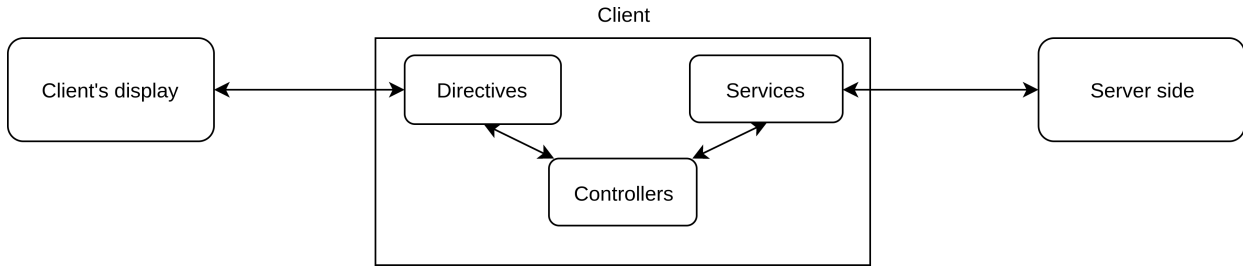 Client
Client's display
Directives
Services
Server side
Controllers